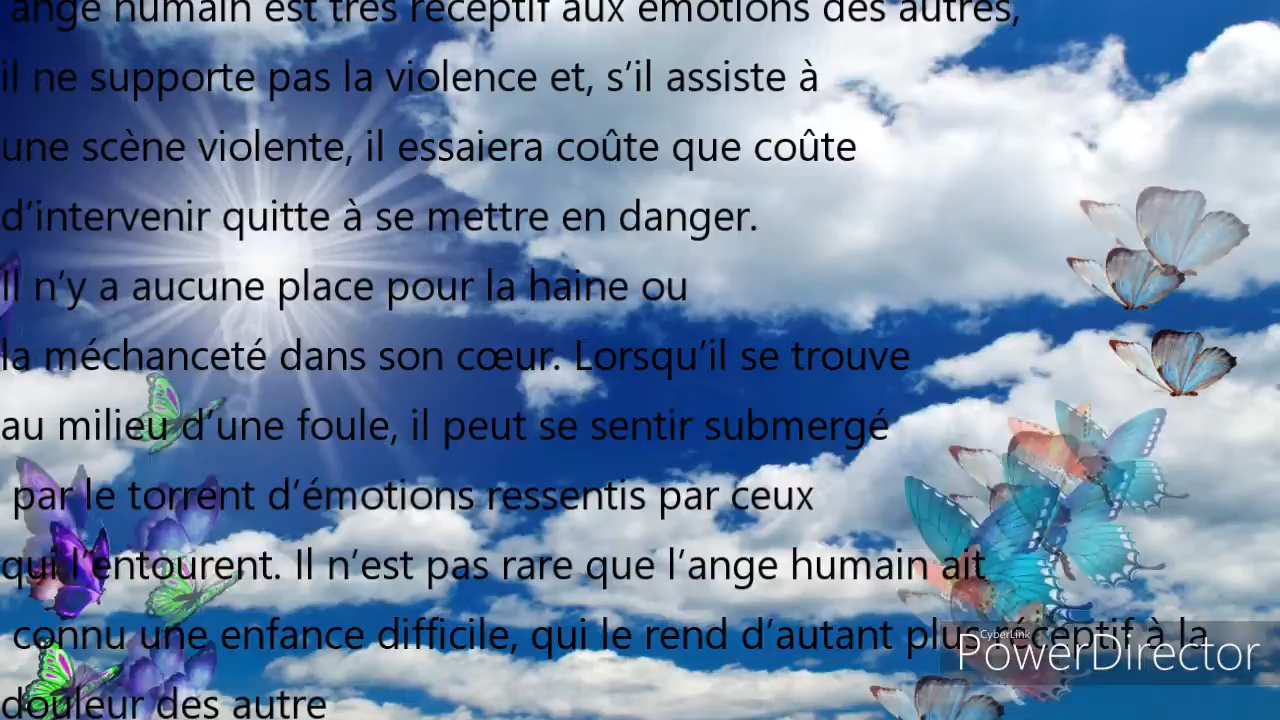 ange humain est très réceptif aux émotions des autres,
il ne supporte pas la violence et, s’il assiste à
une scène violente, il essaiera coûte que coûte
d’intervenir quitte à se mettre en danger.
Il n’y a aucune place pour la haine ou
la méchanceté dans son cœur. Lorsqu’il se trouve
au milieu d’une foule, il peut se sentir submergé
par le torrent d’émotions ressentis par ceux
qui l’entourent. Il n’est pas rare que l’ange humain ait
connu une enfance difficile, qui le rend d’autant plus réceptif à la
douleur des autre
CyberLink
PowerDirector